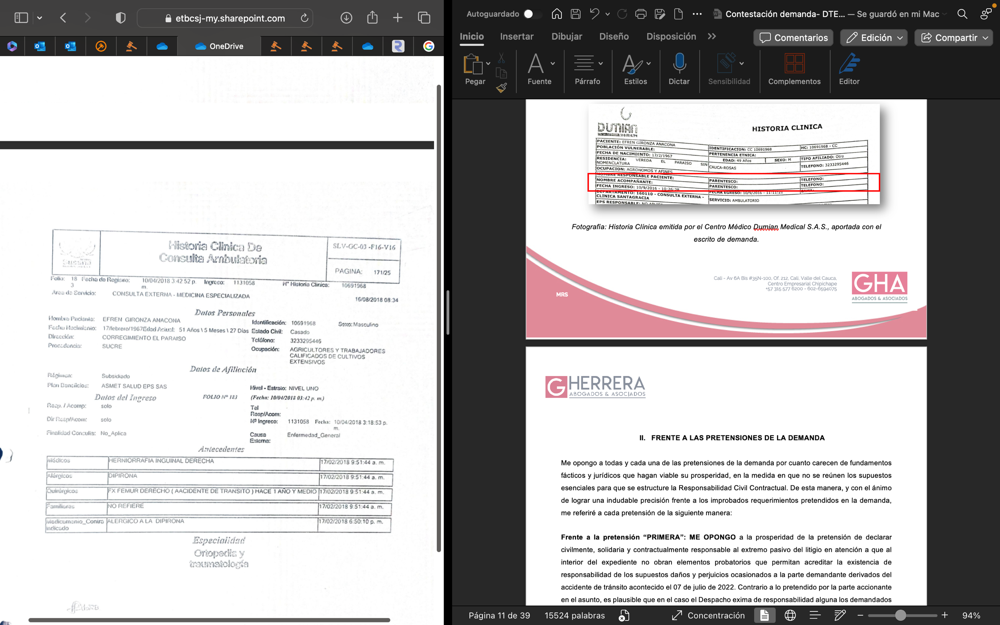 etbcsj-my.sharepoint.com
OneDrive
Historia Clinica De
Consulta Ambulatoria
SLV-GC-03 -F16-V16
PAGINA: 171/25
Folio: 18 Fecha de Registro: 10/04/2018 3 42 52 p. Ingreso: 1131058 N° Historia Clinica: 10691968
3 m.
Area de Servicio: CONSULTA EXTERNA - MEDICINA ESPECIALIZADA
16/08/2018 08:34
Datos Personales
Nombre Paciente: EFREN GIRONZA ANACONA Identificación: 10691968 Sexo: Masculino
Fecha Nacimiento: 17/febrero/1967 Edad Actual: 51 Años \ 5 Meses \ 27 Días Estado Civil: Casado
Dirección: CORREGIMIENTO EL PARAISO Teléfono: 3233295446
Procedencia: SUCRE Ocupación: AGRICULTORES Y TRABAJADORES
CALIFICADOS DE CULTIVOS
EXTENSIVOS
Datos de Afiliación
Régimen: Subsidiado
Plan Beneficios: ASMET SALUD EPS SAS Nivel - Estrato: NIVEL UNO
Datos del Ingreso FOLIO N° 183 (Fecha: 10/04/2018 03:42 p. m.)
Resp. / Acomp: solo Tel
Resp/Acom:
Dir Resp/Acom: solo Nº Ingreso: 1131058 Fecha: 10/04/2018 3:18:53 p.
m.
Finalidad Consulta: No_Aplica Causa Enfermedad_General
Externa:
Antecedentes
Médicos HERNIORRAFIA INGUINAL DERECHA 17/02/2018 9:51:44 a. m.
Alérgicos DIPIRONA 17/02/2018 9:51:44 a. m.
Quirúrgicos FX FEMUR DERECHO ( AACIDENTE DE TRANSITO ) HACE 1 AÑO Y MEDIO 17/02/2018 9:51:44 a. m.
Familiares NO REFIERE 17/02/2018 9:51:44 a. m.
Medicamento_Contra ALERGICO A LA DIPIRONA 17/02/2018 6:50:10 p. m.
indicado
Especialidad
Ortopedia y
traumatología
Autoguardado
Contestación demanda- DTE... — Se guardó en mi Mac
Inicio Insertar Dibujar Diseño Disposición
Comentarios Edición Compartir
Pegar Fuente Párrafo Estilos Dictar Sensibilidad Complementos Editor
DUMIAN
HISTORIA CLINICA
PACIENTE: EFREN GIRONZA ANACONA IDENTIFICACION: CC 10691968 HC: 10691968 - CC
POBLACIÓN VULNERABLE: PERTENENCIA ETNICA:
FECHA DE NACIMIENTO: 17/2/1967 EDAD: 49 Años SEXO: M TIPO AFILIADO: Otro
RESIDENCIA: VEREDA EL PARAISO SIN CAUCA-ROSAS TELEFONO: 3233295446
NOMENCLATURA
OCUPACION: AGRONOMOS Y AFINES
NOMBRE RESPONSABLE PACIENTE: PARENTESCO: TELEFONO:
NOMBRE ACOMPAÑANTE: PARENTESCO: TELEFONO:
FECHA INGRESO: 10/9/2016 - 10:26:28 FECHA EGRESO: 10/9/2016 - 11:11:21 CAMA:
DEPARTAMENTO: 160110 - CONSULTA EXTERNA - SERVICIO: AMBULATORIO
CLINICA SANTAGRACIA
EPS RESPONSABLE:
Fotografía: Historia Clínica emitida por el Centro Médico Dumian Medical S.A.S., aportada con el
escrito de demanda.
MRS
Cali - Av 6A Bis #35N-100, Of. 212, Cali, Valle del Cauca,
Centro Empresarial Chipichape
+57 315 577 6200 - 602-6594075
GHA
ABOGADOS & ASOCIADOS
G HERRERA
ABOGADOS & ASOCIADOS
II. FRENTE A LAS PRETENSIONES DE LA DEMANDA
Me opongo a todas y cada una de las pretensiones de la demanda por cuanto carecen de fundamentos
fácticos y jurídicos que hagan viable su prosperidad, en la medida en que no se reúnen los supuestos
esenciales para que se estructure la Responsabilidad Civil Contractual. De esta manera, y con el ánimo
de lograr una indudable precisión frente a los improbados requerimientos pretendidos en la demanda,
me referiré a cada pretensión de la siguiente manera:
Frente a la pretensión “PRIMERA”: ME OPONGO a la prosperidad de la pretensión de declarar
civilmente, solidaria y contractualmente responsable al extremo pasivo del litigio en atención a que al
interior del expediente no obran elementos probatorios que permitan acreditar la existencia de
responsabilidad de los supuestos daños y perjuicios ocasionados a la parte demandante derivados del
accidente de tránsito acontecido el 07 de julio de 2022. Contrario a lo pretendido por la parte accionante
en el asunto, es plausible que en el caso el Despacho exima de responsabilidad alguna los demandados
Página 11 de 39 15524 palabras Concentración 94%